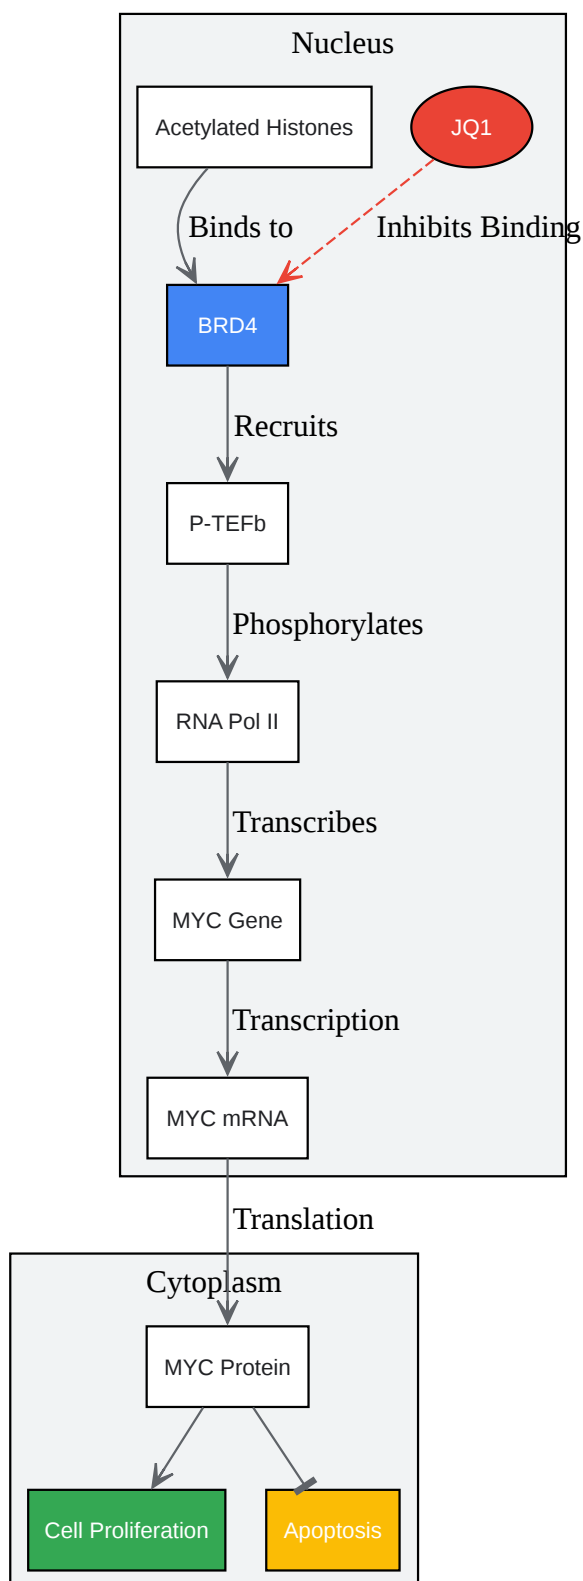 Nucleus
Acetylated Histones
JQ1
Binds to
Inhibits Binding
BRD4
Recruits
P-TEFb
Phosphorylates
RNA Pol II
Transcribes
MYC Gene
Transcription
MYC mRNA
Translation
Cytoplasm
MYC Protein
Cell Proliferation
Apoptosis